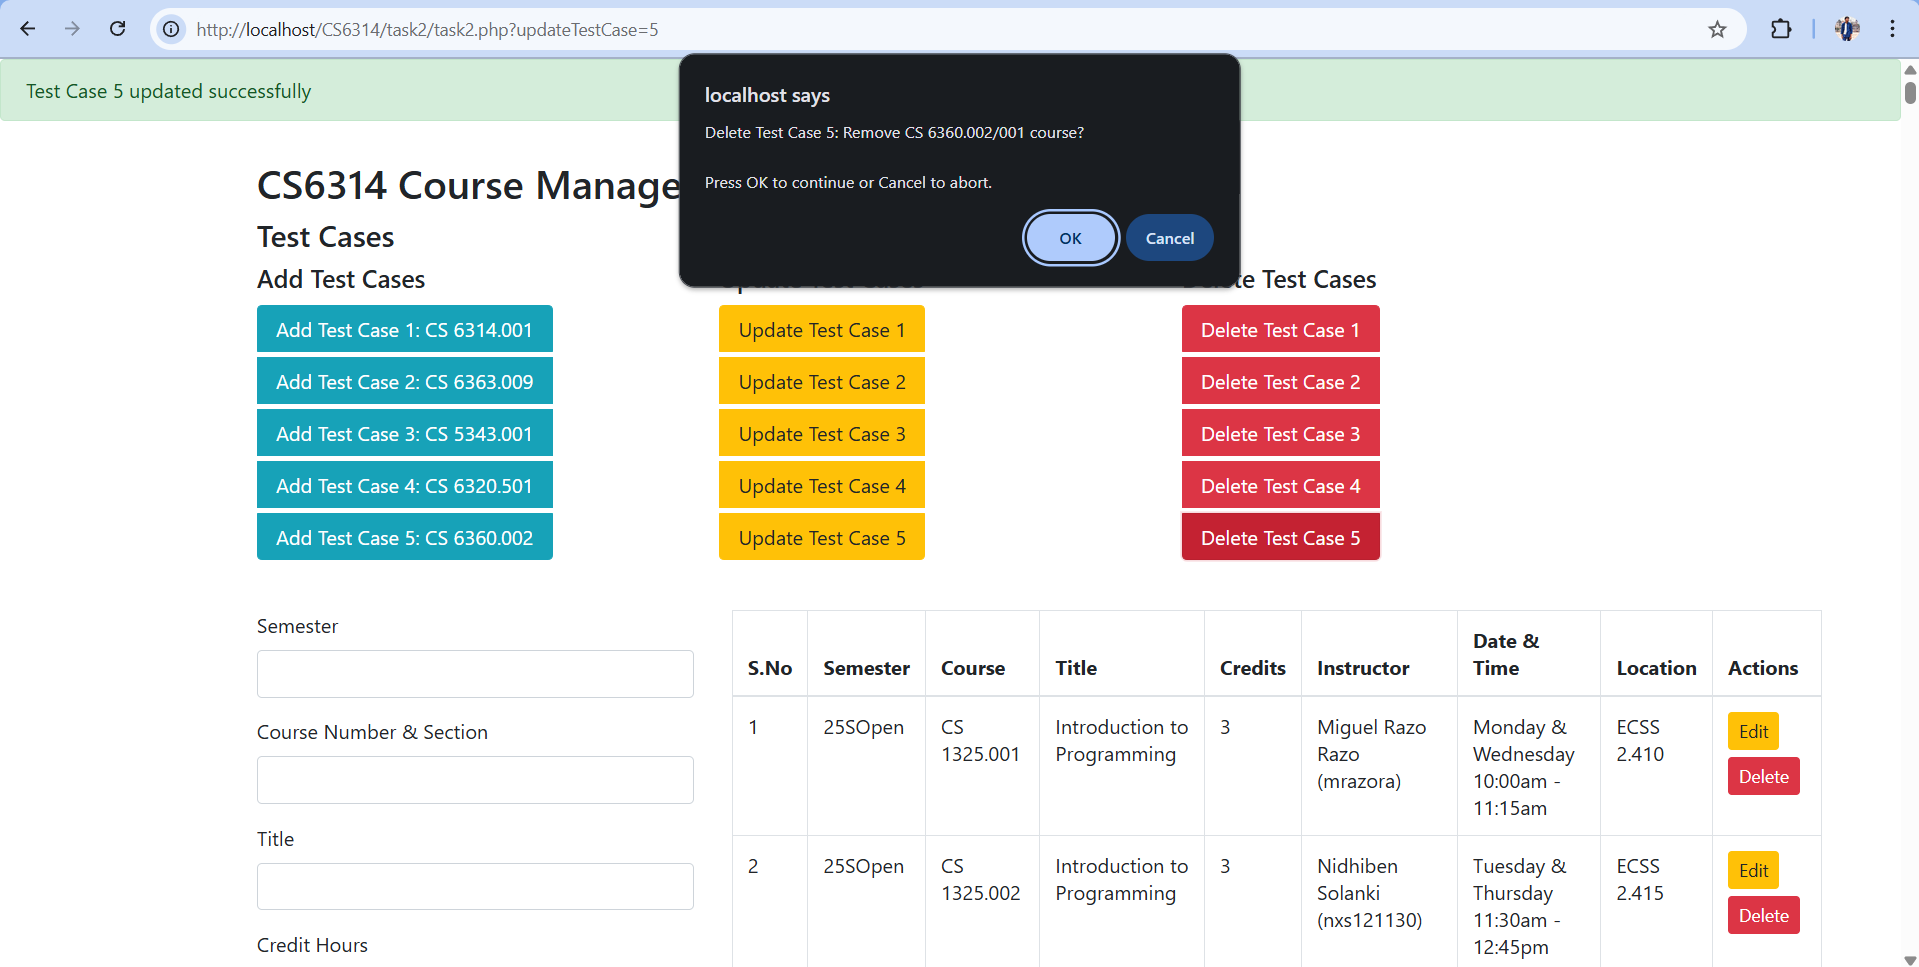 http://localhost/CS6314/task2/task2.php?updateTestCase=5
Test Case 5 updated successfully
localhost says
Delete Test Case 5: Remove CS 6360.002/001 course?
Press OK to continue or Cancel to abort.
OK
Cancel
CS6314 Course Manage
Test Cases
Add Test Cases
Update Test Cases
Delete Test Cases
Add Test Case 1: CS 6314.001
Update Test Case 1
Delete Test Case 1
Add Test Case 2: CS 6363.009
Update Test Case 2
Delete Test Case 2
Add Test Case 3: CS 5343.001
Update Test Case 3
Delete Test Case 3
Add Test Case 4: CS 6320.501
Update Test Case 4
Delete Test Case 4
Add Test Case 5: CS 6360.002
Update Test Case 5
Delete Test Case 5
Semester
Course Number & Section
Title
Credit Hours
S.No
Semester
Course
Title
Credits
Instructor
Date &
Time
Location
Actions
1
25SOpen
CS
1325.001
Introduction to
Programming
3
Miguel Razo
Razo
(mrazora)
Monday &
Wednesday
10:00am -
11:15am
ECSS
2.410
Edit
Delete
2
25SOpen
CS
1325.002
Introduction to
Programming
3
Nidhiben
Solanki
(nxs121130)
Tuesday &
Thursday
11:30am -
12:45pm
ECSS
2.415
Edit
Delete